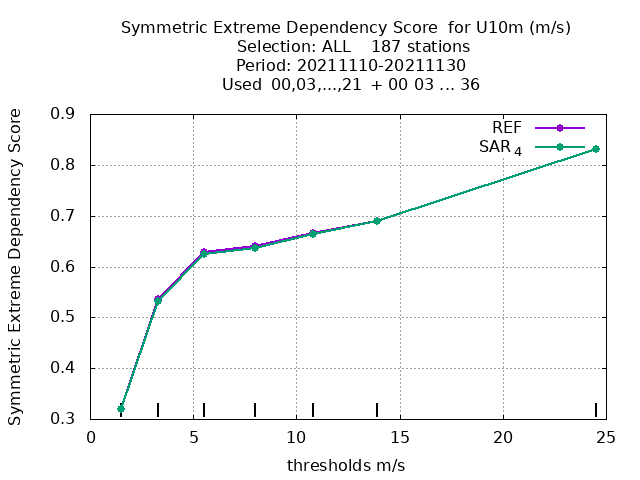 Symmetric Extreme Dependency Score for U10m (m/s)
Selection: ALL 187 stations
Period: 20211110-20211130
Used 00,03,...,21 + 00 03 ... 36
Symmetric Extreme Dependency Score
0.9
0.8
0.7
0.6
0.5
0.4
0.3
REF
SAR 4
0 5 10 15 20 25
thresholds m/s